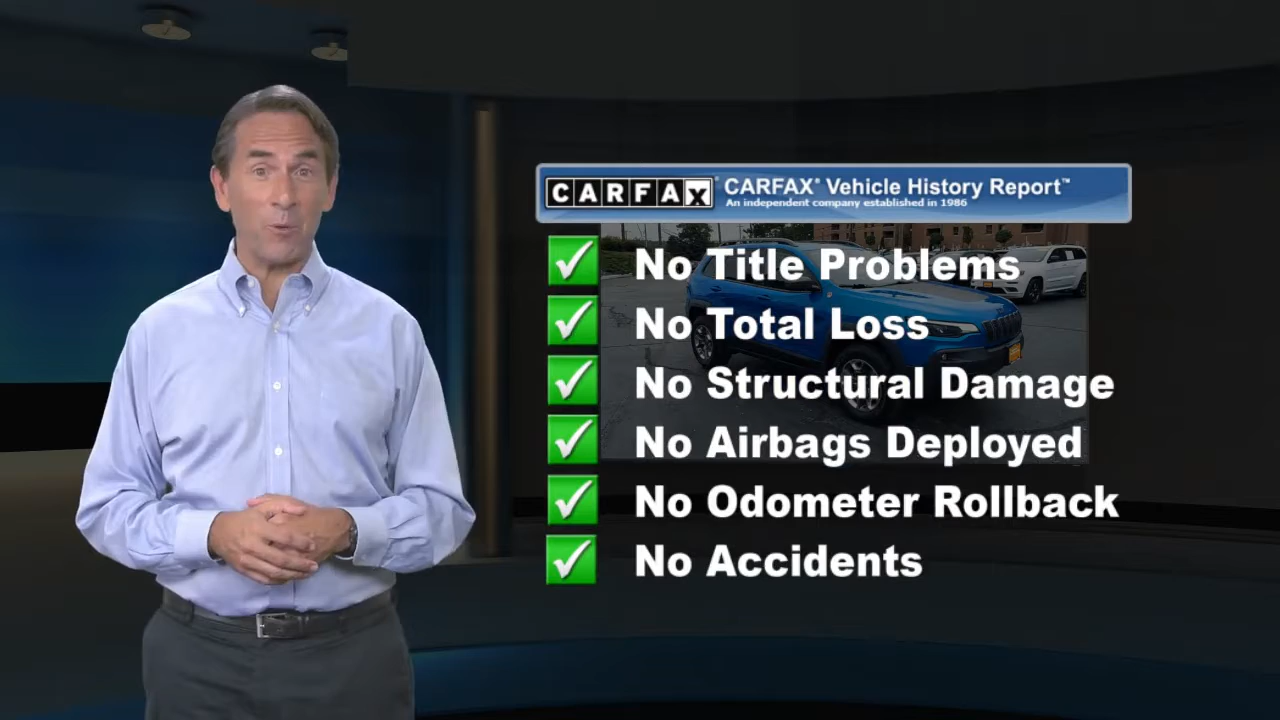 CARFAX® CARFAX® Vehicle History Report™
An independent company established in 1986
No Title Problems
No Total Loss
No Structural Damage
No Airbags Deployed
No Odometer Rollback
No Accidents